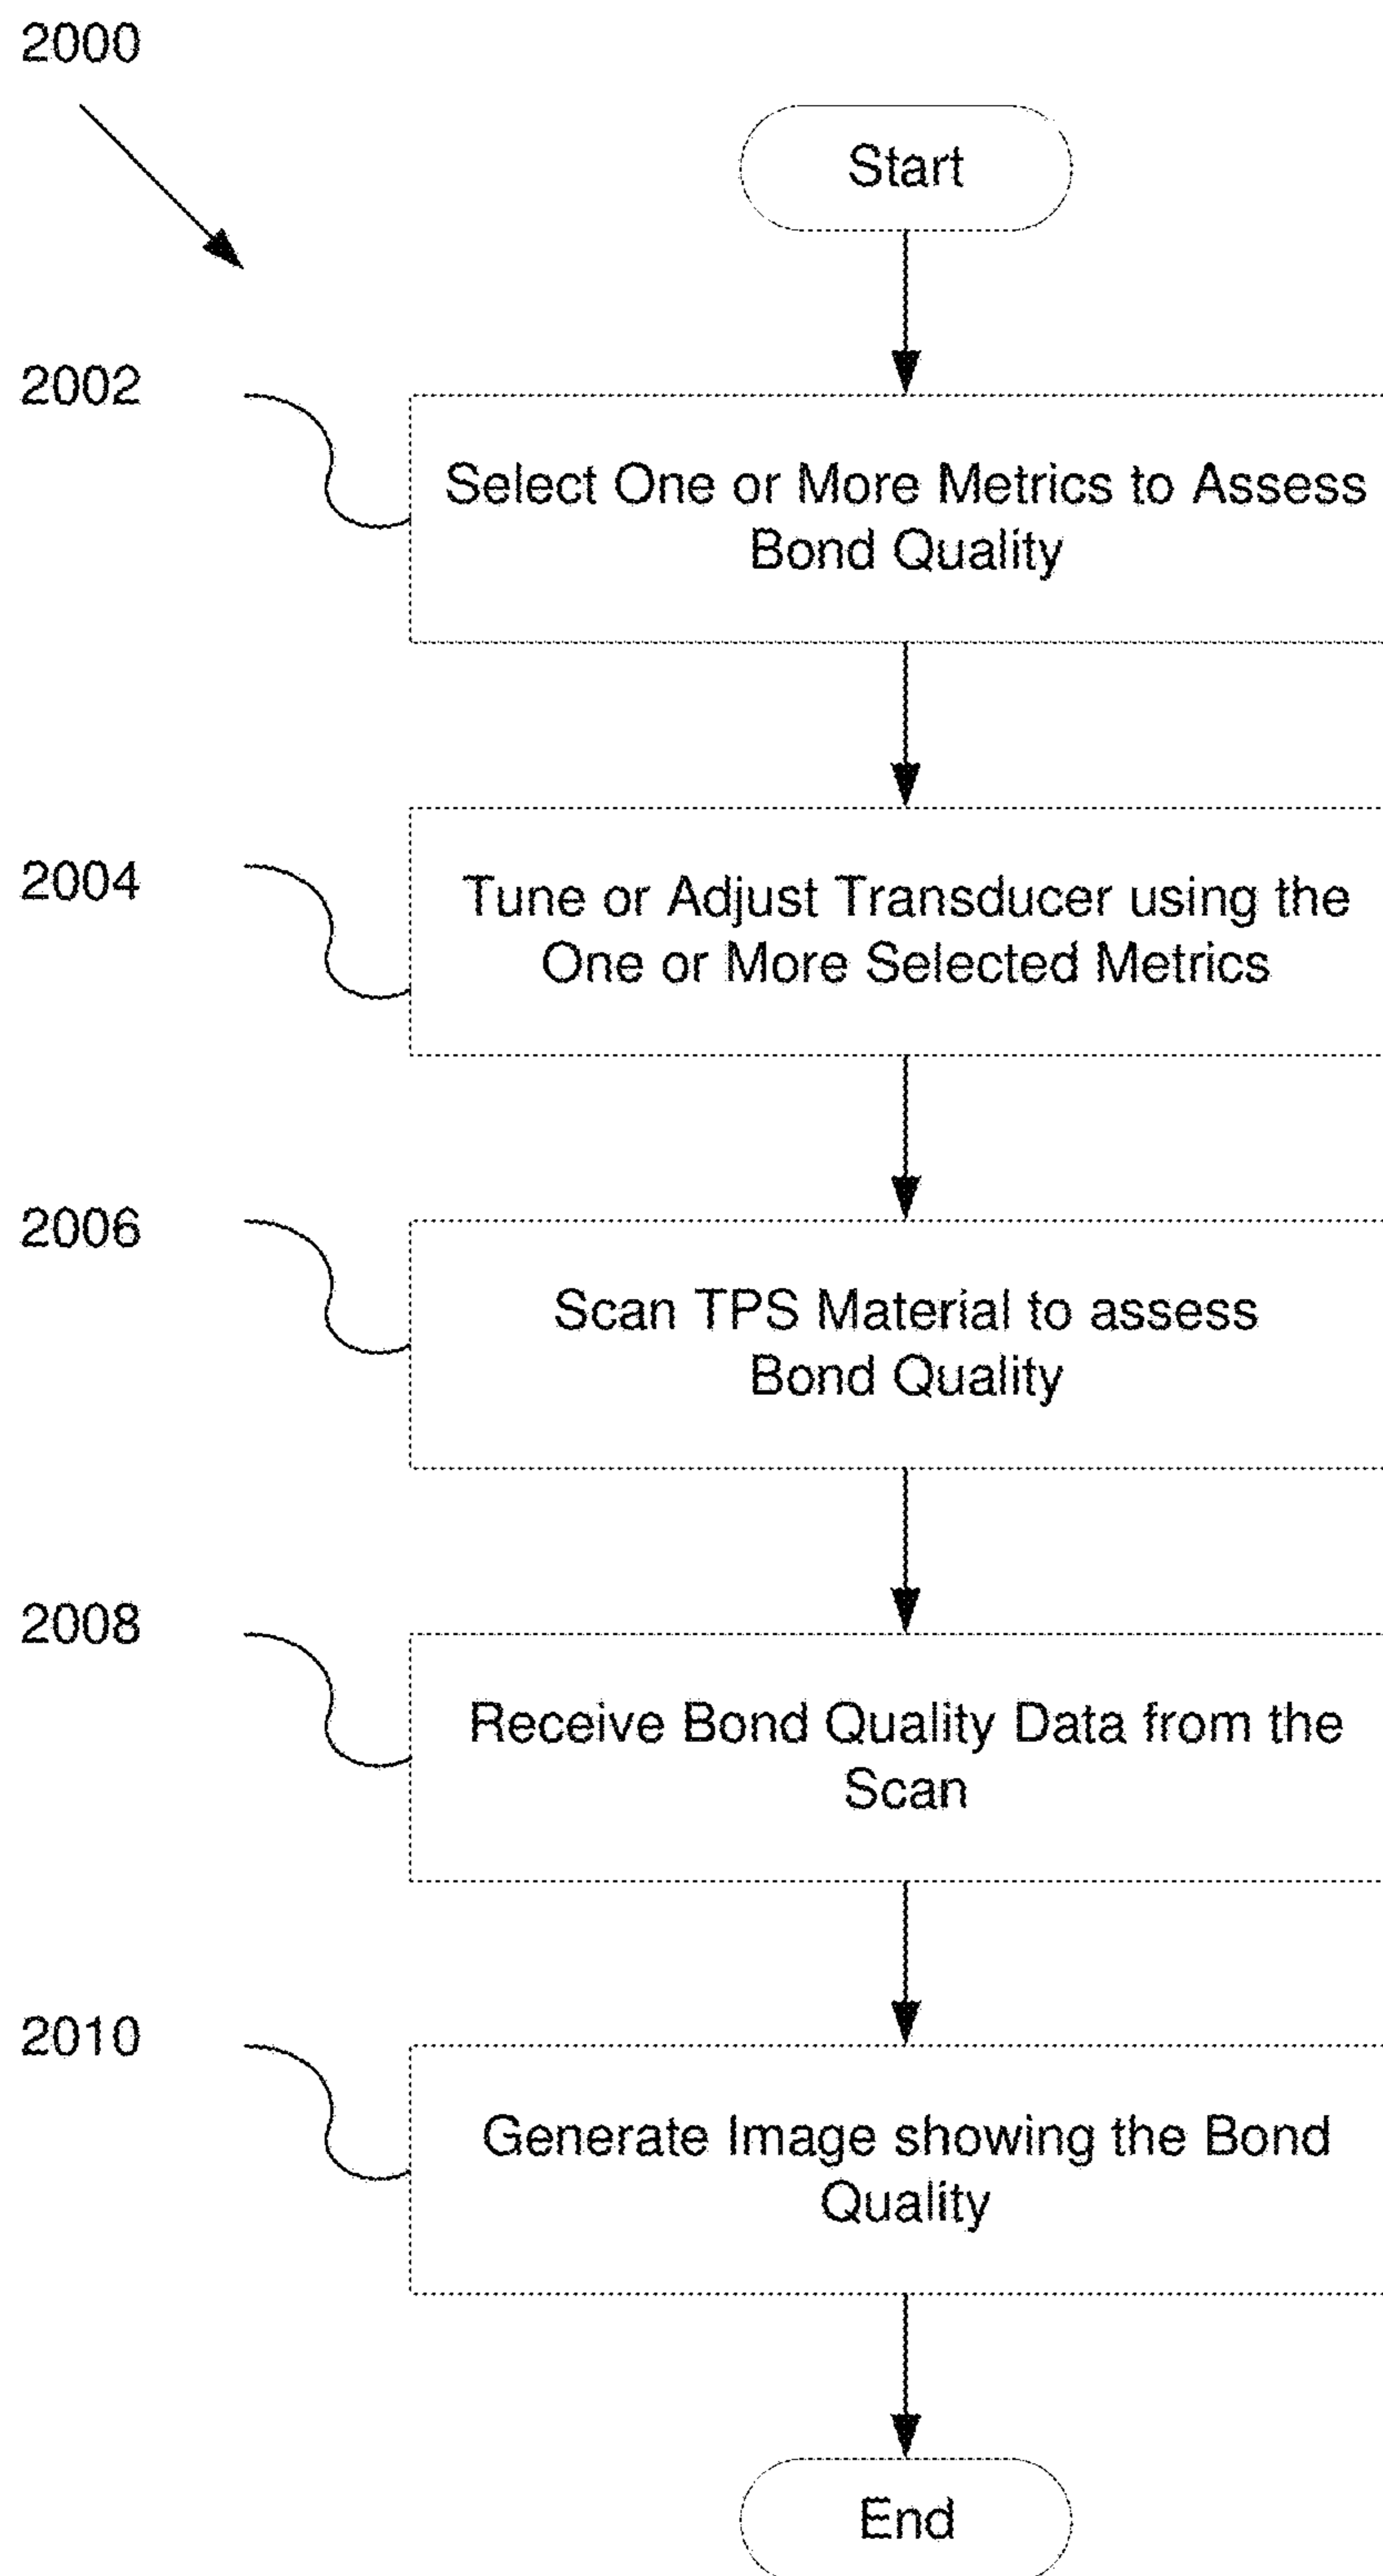 2000
Start
2002
Select One or More Metrics to Assess
Bond Quality
2004
Tune or Adjust Transducer using the
One or More Selected Metrics
2006
Scan TPS Material to assess
Bond Quality
2008
Receive Bond Quality Data from the
Scan
2010
Generate Image showing the Bond
Quality
End